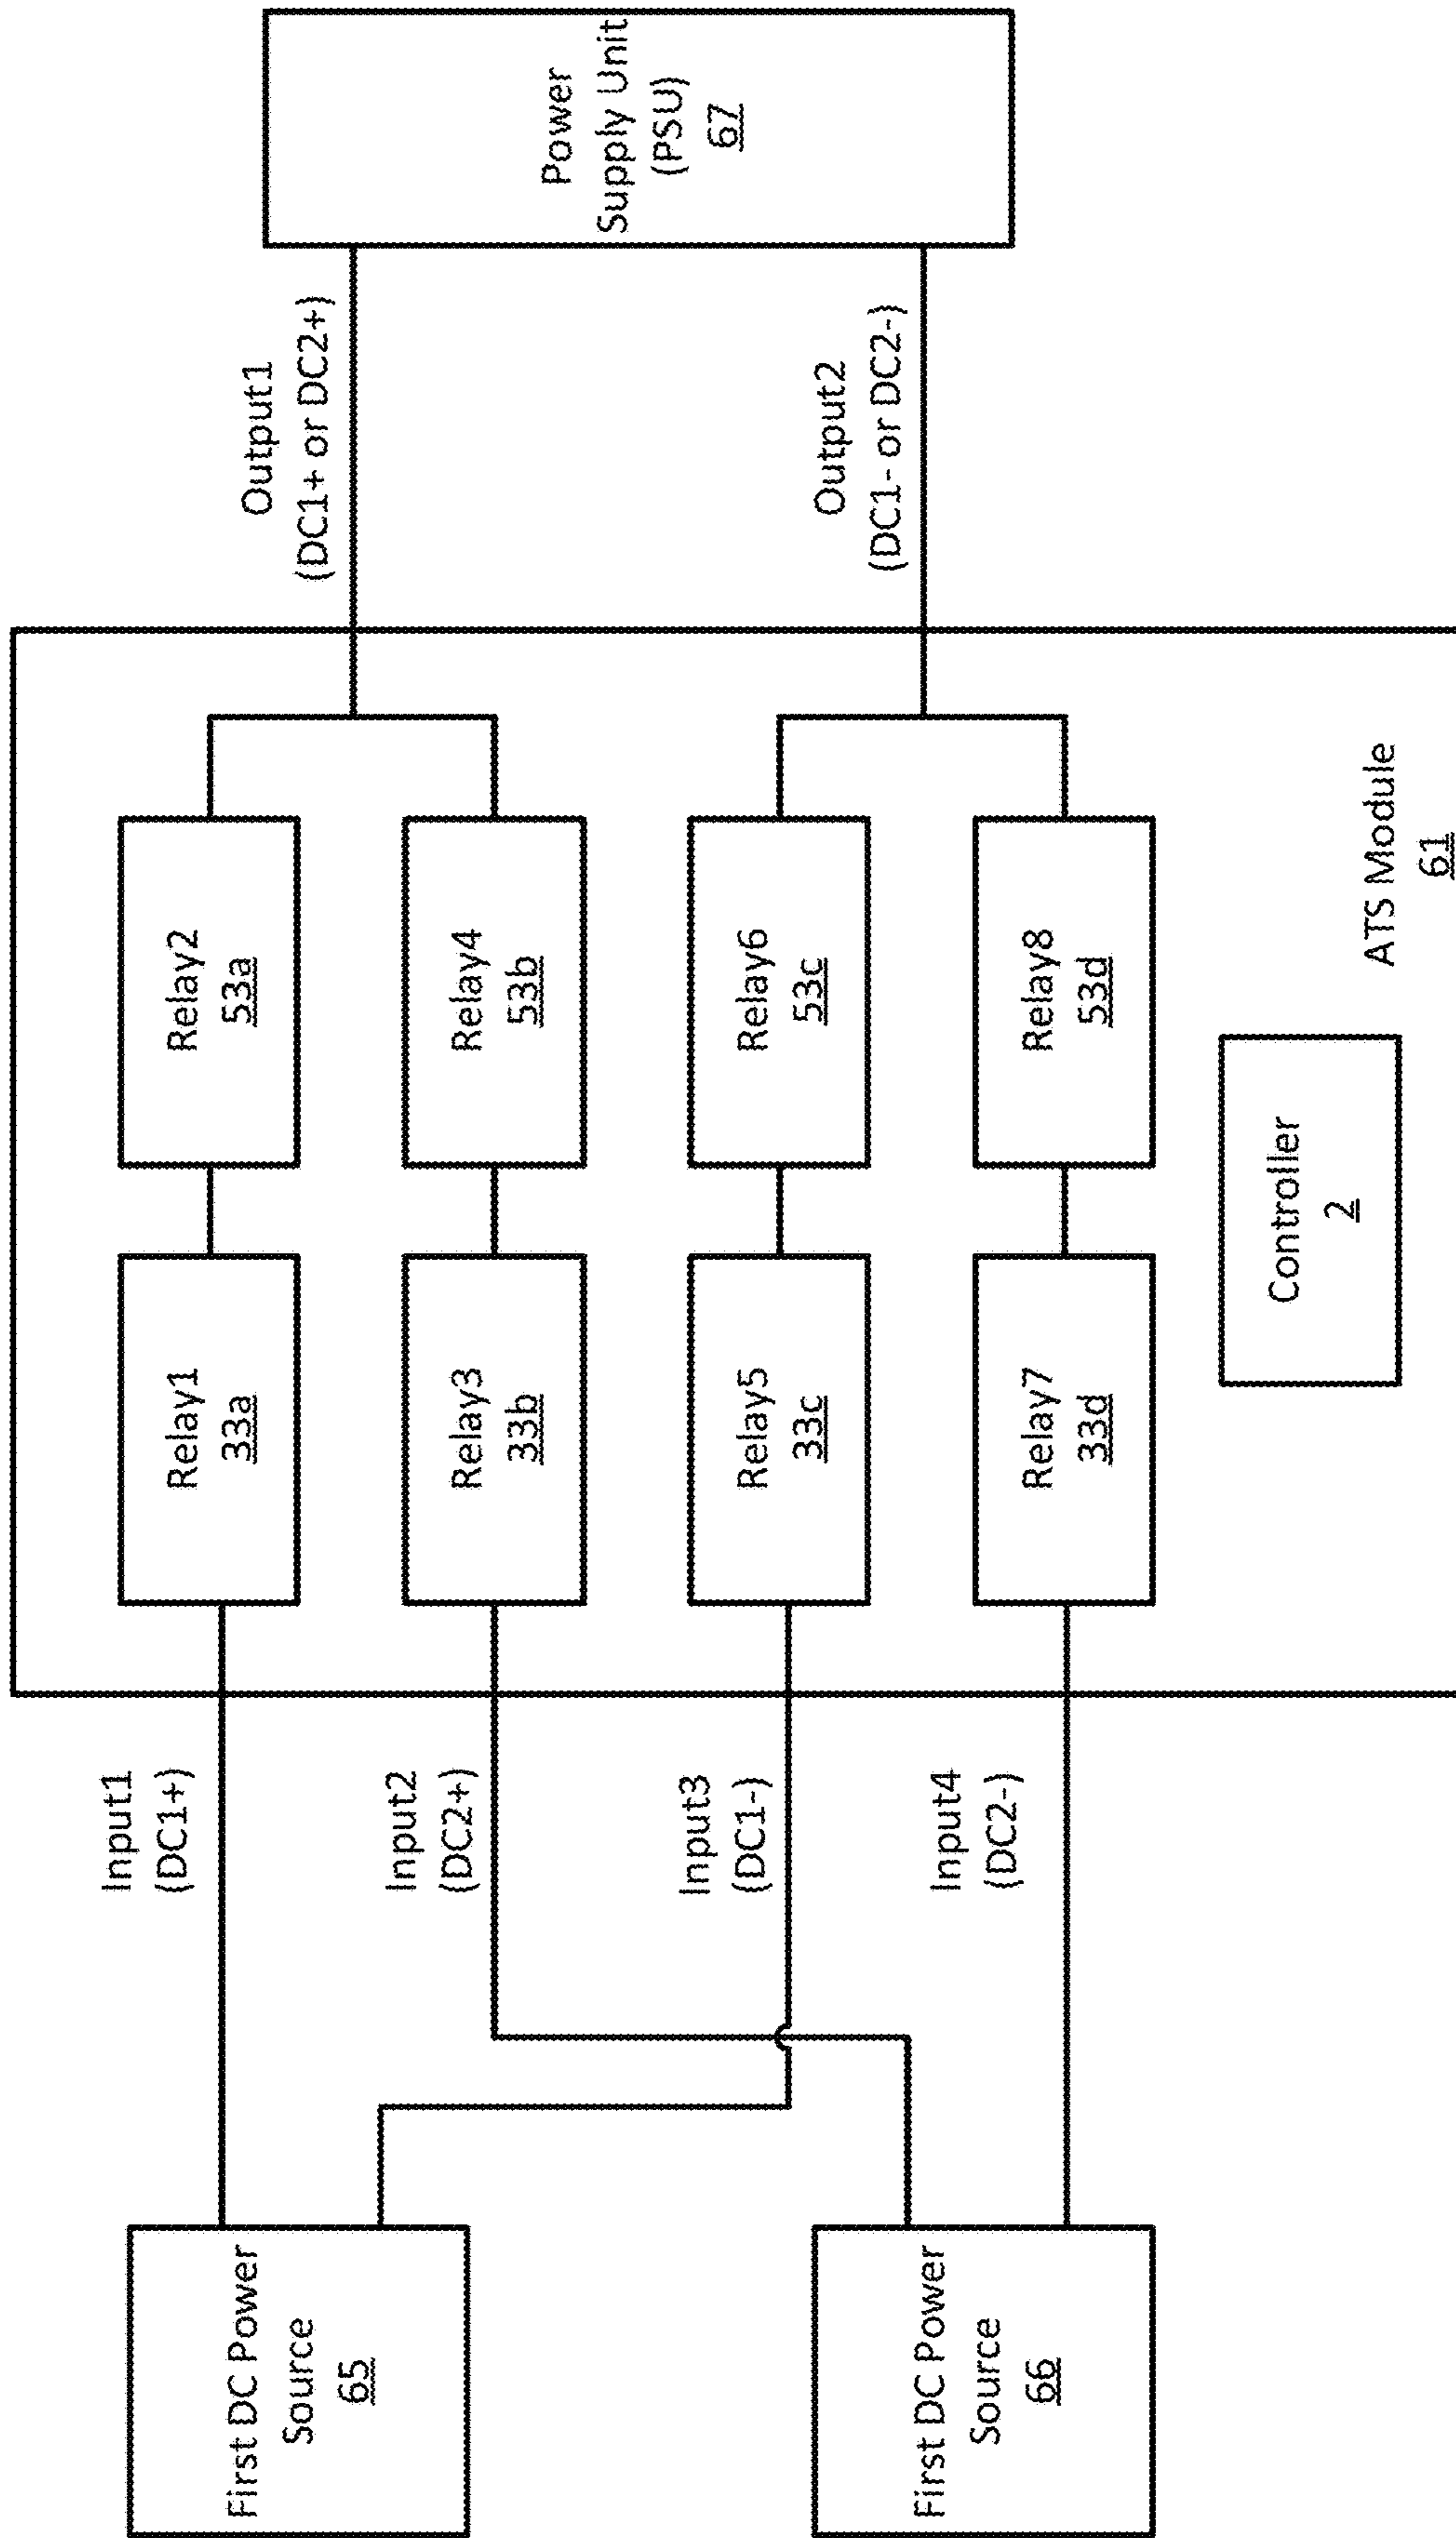 First DC Power
Source
65
First DC Power
Source
66
Input1
(DC1+)
Input2
(DC2+)
Input3
(DC1-)
Input4
(DC2-)
Relay1
33a
Relay2
53a
Relay3
33b
Relay4
53b
Relay5
33c
Relay6
53c
Relay7
33d
Relay8
53d
Controller
2
ATS Module
61
Output1
(DC1+ or DC2+)
Output2
(DC1- or DC2-)
Power
Supply Unit
(PSU)
67